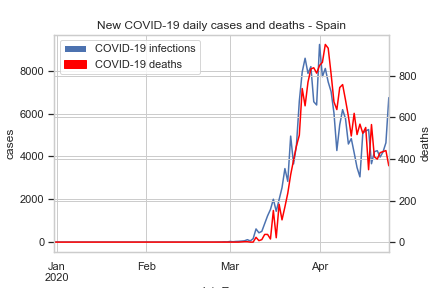 New COVID-19 daily cases and deaths - Spain
COVID-19 infections
COVID-19 deaths
8000
6000
4000
2000
0
cases
800
600
400
200
0
deaths
Jan
2020
Feb
Mar
Apr